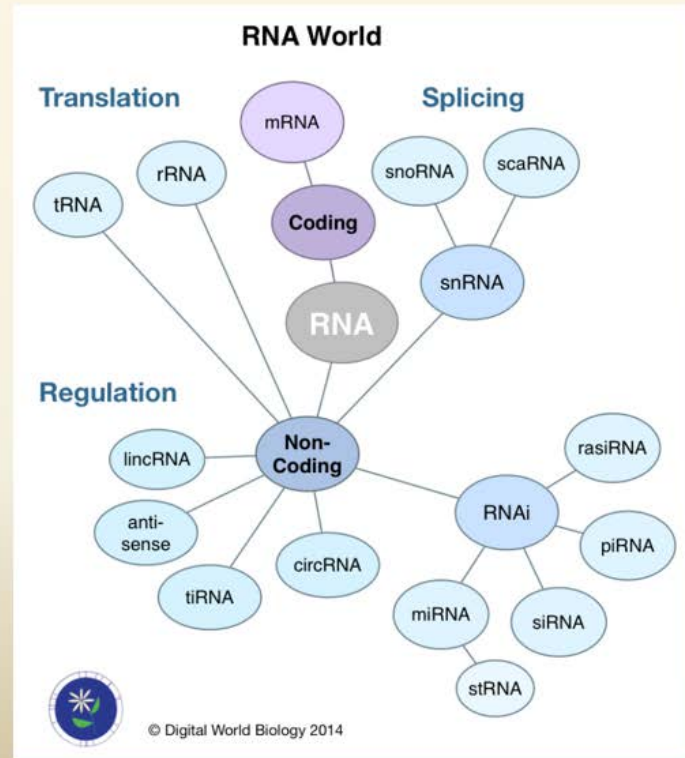 RNA World
Translation
Splicing
mRNA
rRNA
tRNA
snoRNA
scaRNA
Coding
snRNA
RNA
Regulation
Non-
Coding
lincRNA
anti-
sense
tiRNA
circRNA
RNAi
rasiRNA
piRNA
siRNA
miRNA
stRNA
© Digital World Biology 2014